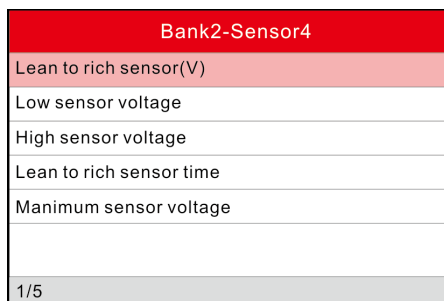 Bank2-Sensor4
Lean to rich sensor(V)
Low sensor voltage
High sensor voltage
Lean to rich sensor time
Manimum sensor voltage
1/5